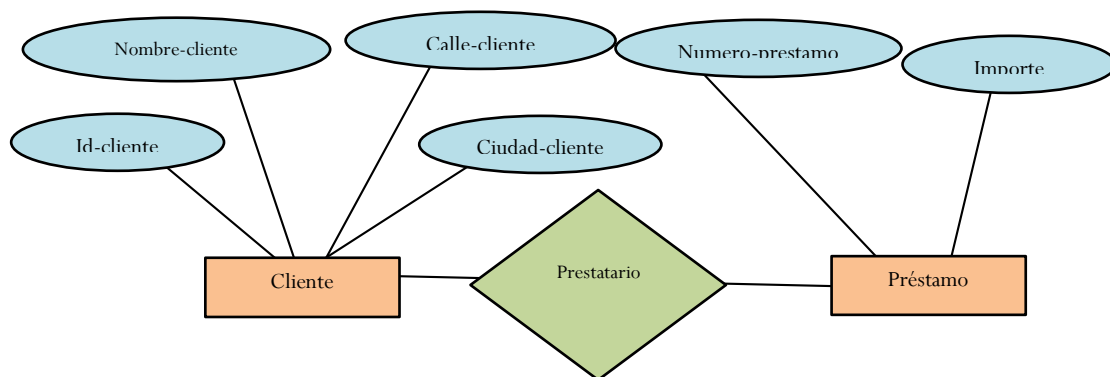 Nombre-cliente
Calle-cliente
Numero-prestamo
Importe
Id-cliente
Ciudad-cliente
Prestatario
Cliente
Préstamo